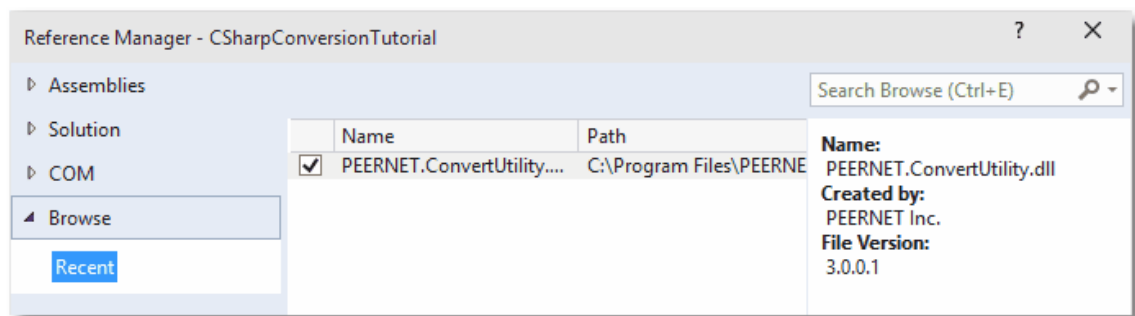 Reference Manager - CSharpConversionTutorial ? ×
Assemblies
Search Browse (Ctrl+E)
Solution
Name Path
PEERNET.ConvertUtility.... C:\Program Files\PEERNE
COM
Browse
Recent
Name:
PEERNET.ConvertUtility.dll
Created by:
PEERNET Inc.
File Version:
3.0.0.1